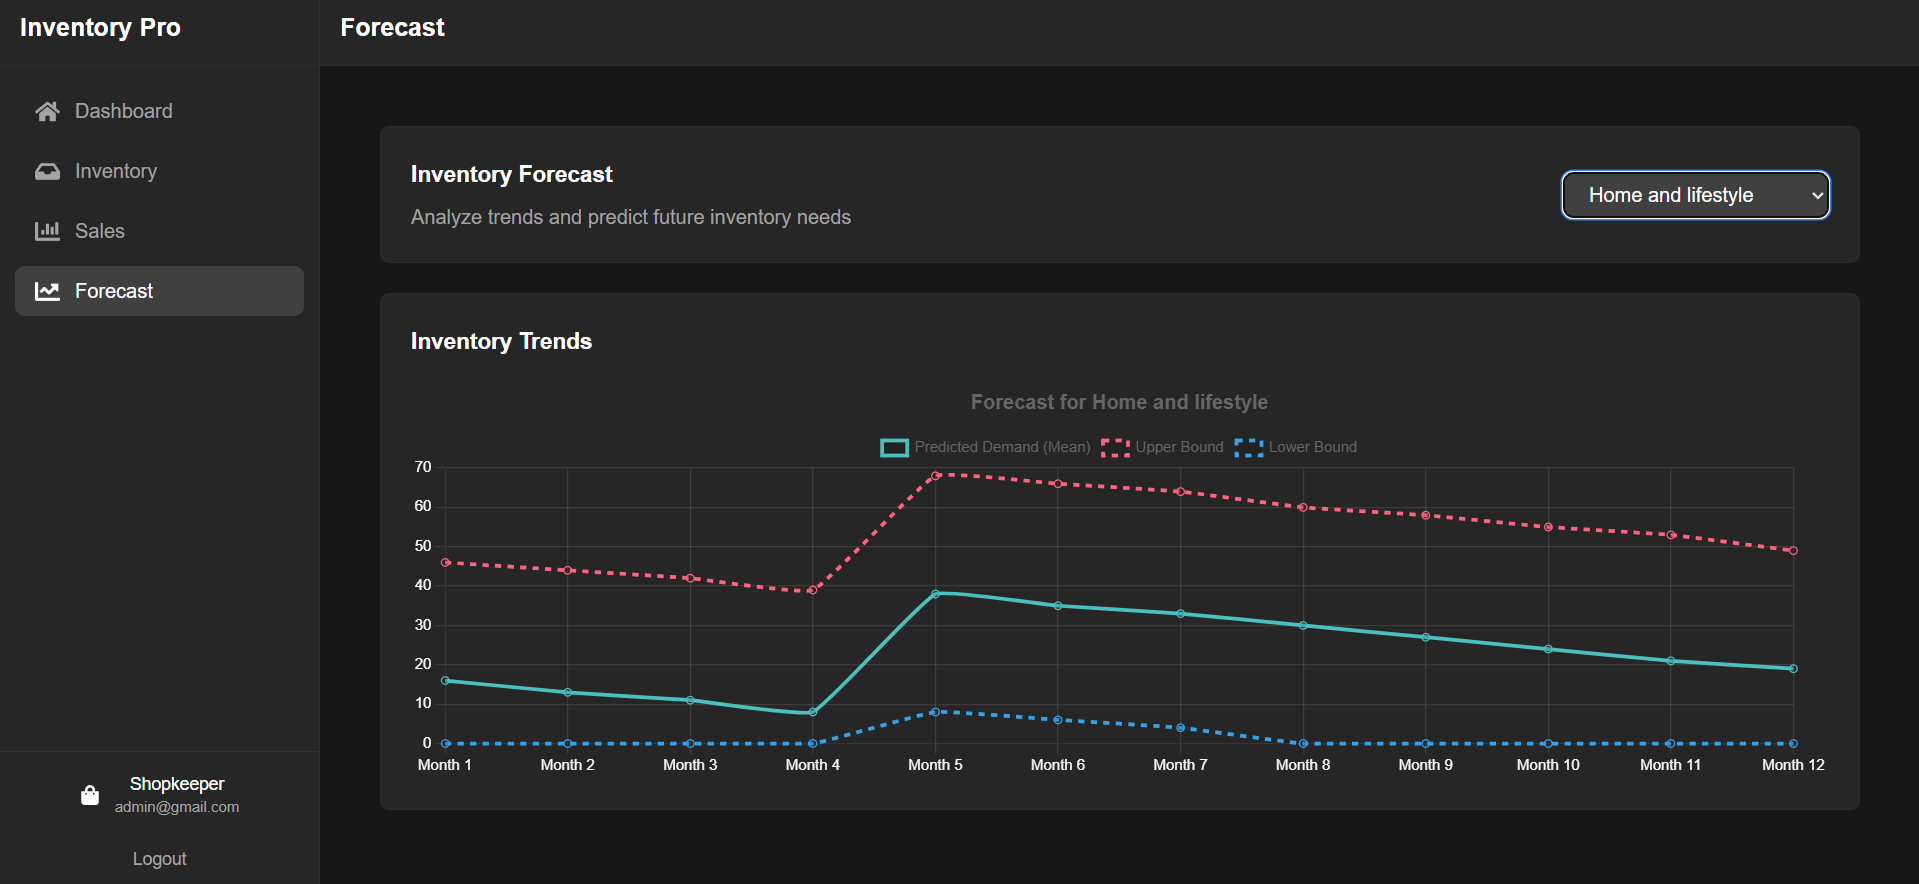 Inventory Pro
Dashboard
Inventory
Sales
Forecast
Shopkeeper
admin@gmail.com
Logout
Forecast
Inventory Forecast
Analyze trends and predict future inventory needs
Home and lifestyle
Inventory Trends
Forecast for Home and lifestyle
Predicted Demand (Mean) Upper Bound Lower Bound
70
60
50
40
30
20
10
0
Month 1 Month 2 Month 3 Month 4 Month 5 Month 6 Month 7 Month 8 Month 9 Month 10 Month 11 Month 12